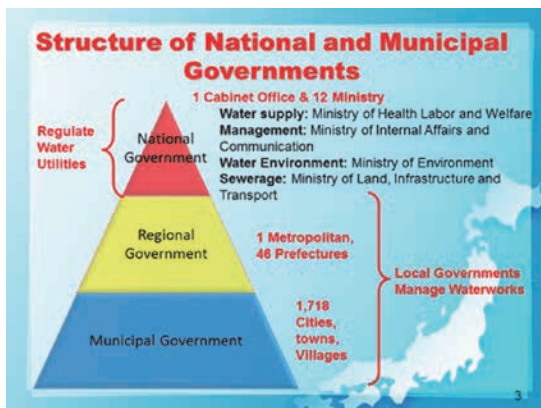 Structure of National and Municipal
Governments
1 Cabinet Office & 12 Ministry
Water supply: Ministry of Health Labor and Welfare
Management: Ministry of Internal Affairs and
Communication
Water Environment: Ministry of Environment
Sewerage: Ministry of Land, Infrastructure and
Transport
Regulate
Water
Utilities
National
Government
Regional
Government
1 Metropolitan,
46 Prefectures
Local Governments
Manage Waterworks
Municipal Government
1,718
Cities,
towns,
Villages
3